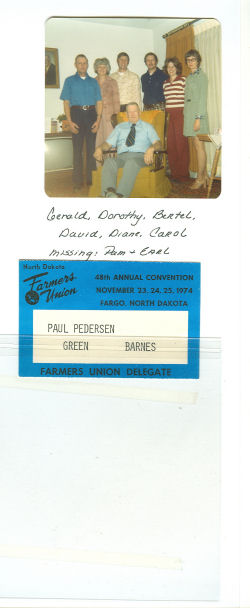 Gerald, Dorothy, Bertel,
David, Diane, Carol
missing: Pam + Earl
North Dakota
Farmers
Union
48th ANNUAL CONVENTION
NOVEMBER 23, 24, 25, 1974
FARGO, NORTH DAKOTA
PAUL PEDERSEN
GREEN BARNES
FARMERS UNION DELEGATE